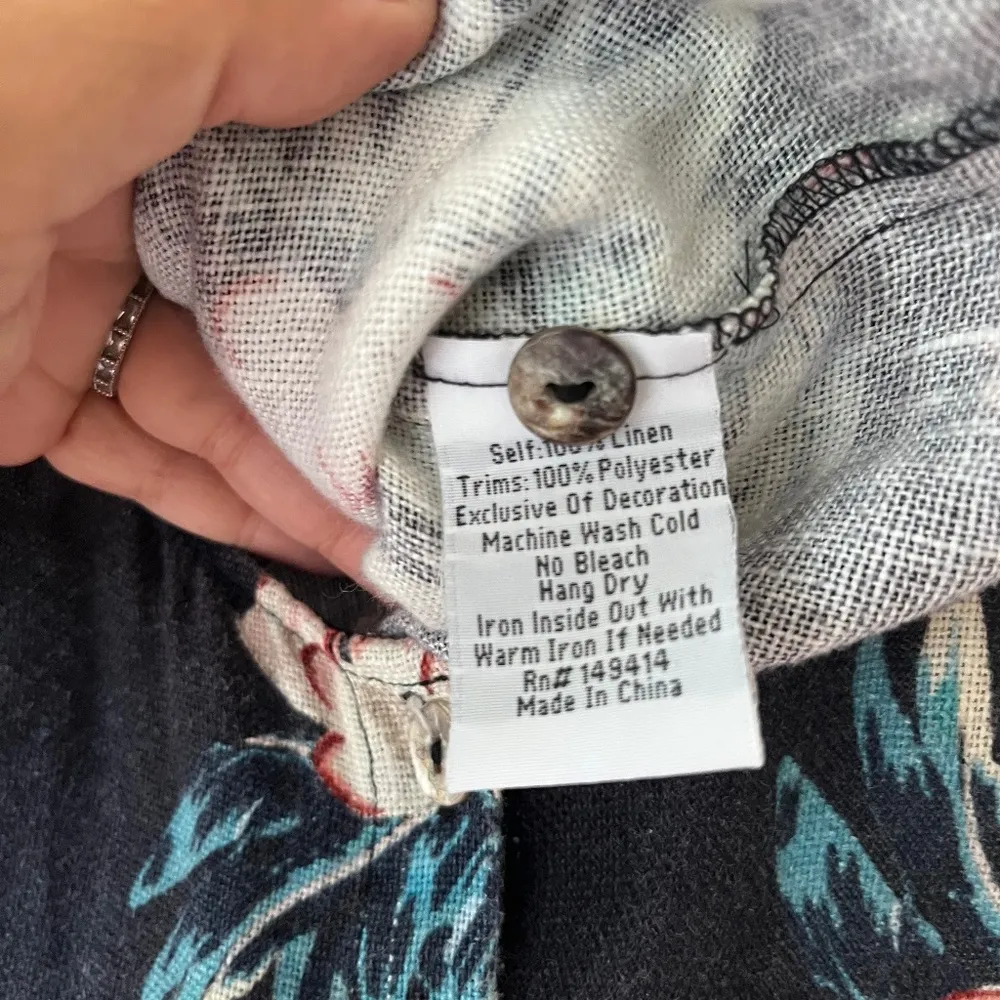 Self:100% Linen
Trims:100% Polyester
Exclusive Of Decoration
Machine Wash Cold
No Bleach
Hang Dry
Iron Inside Out With
Warm Iron If Needed
Rn# 149414
Made In China